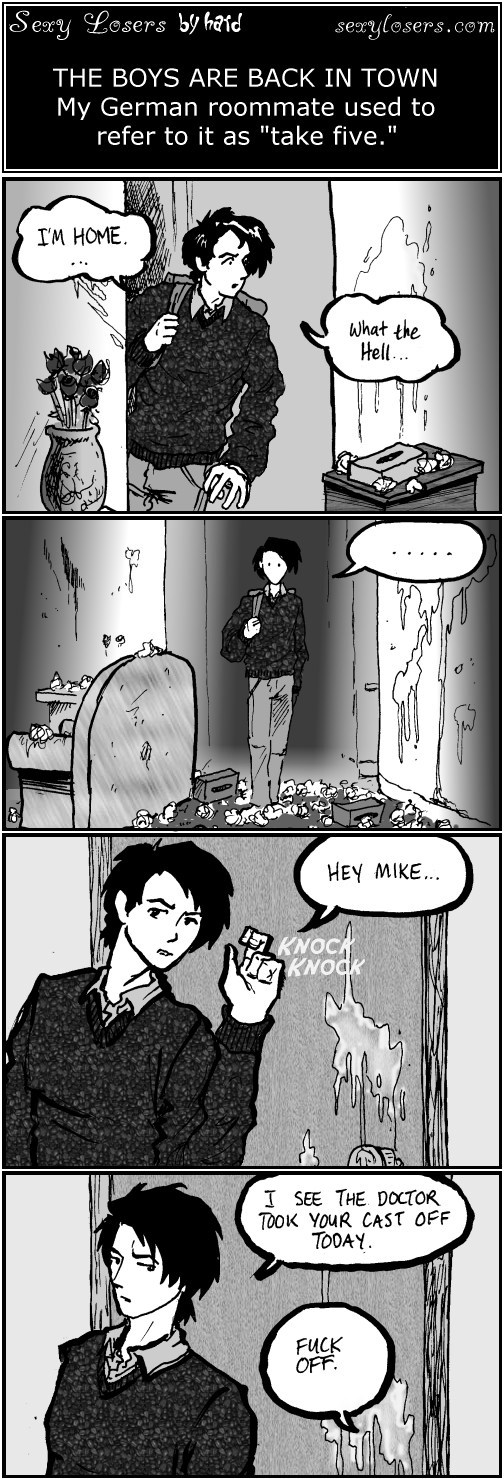 Sexy Losers by hard
sexylosers.com
THE BOYS ARE BACK IN TOWN
My German roommate used to
refer to it as "take five."
I'M HOME.
...
What the
Hell...
.....
HEY MIKE...
KNOCK
KNOCK
I SEE THE DOCTOR
TOOK YOUR CAST OFF
TODAY.
FUCK
OFF.